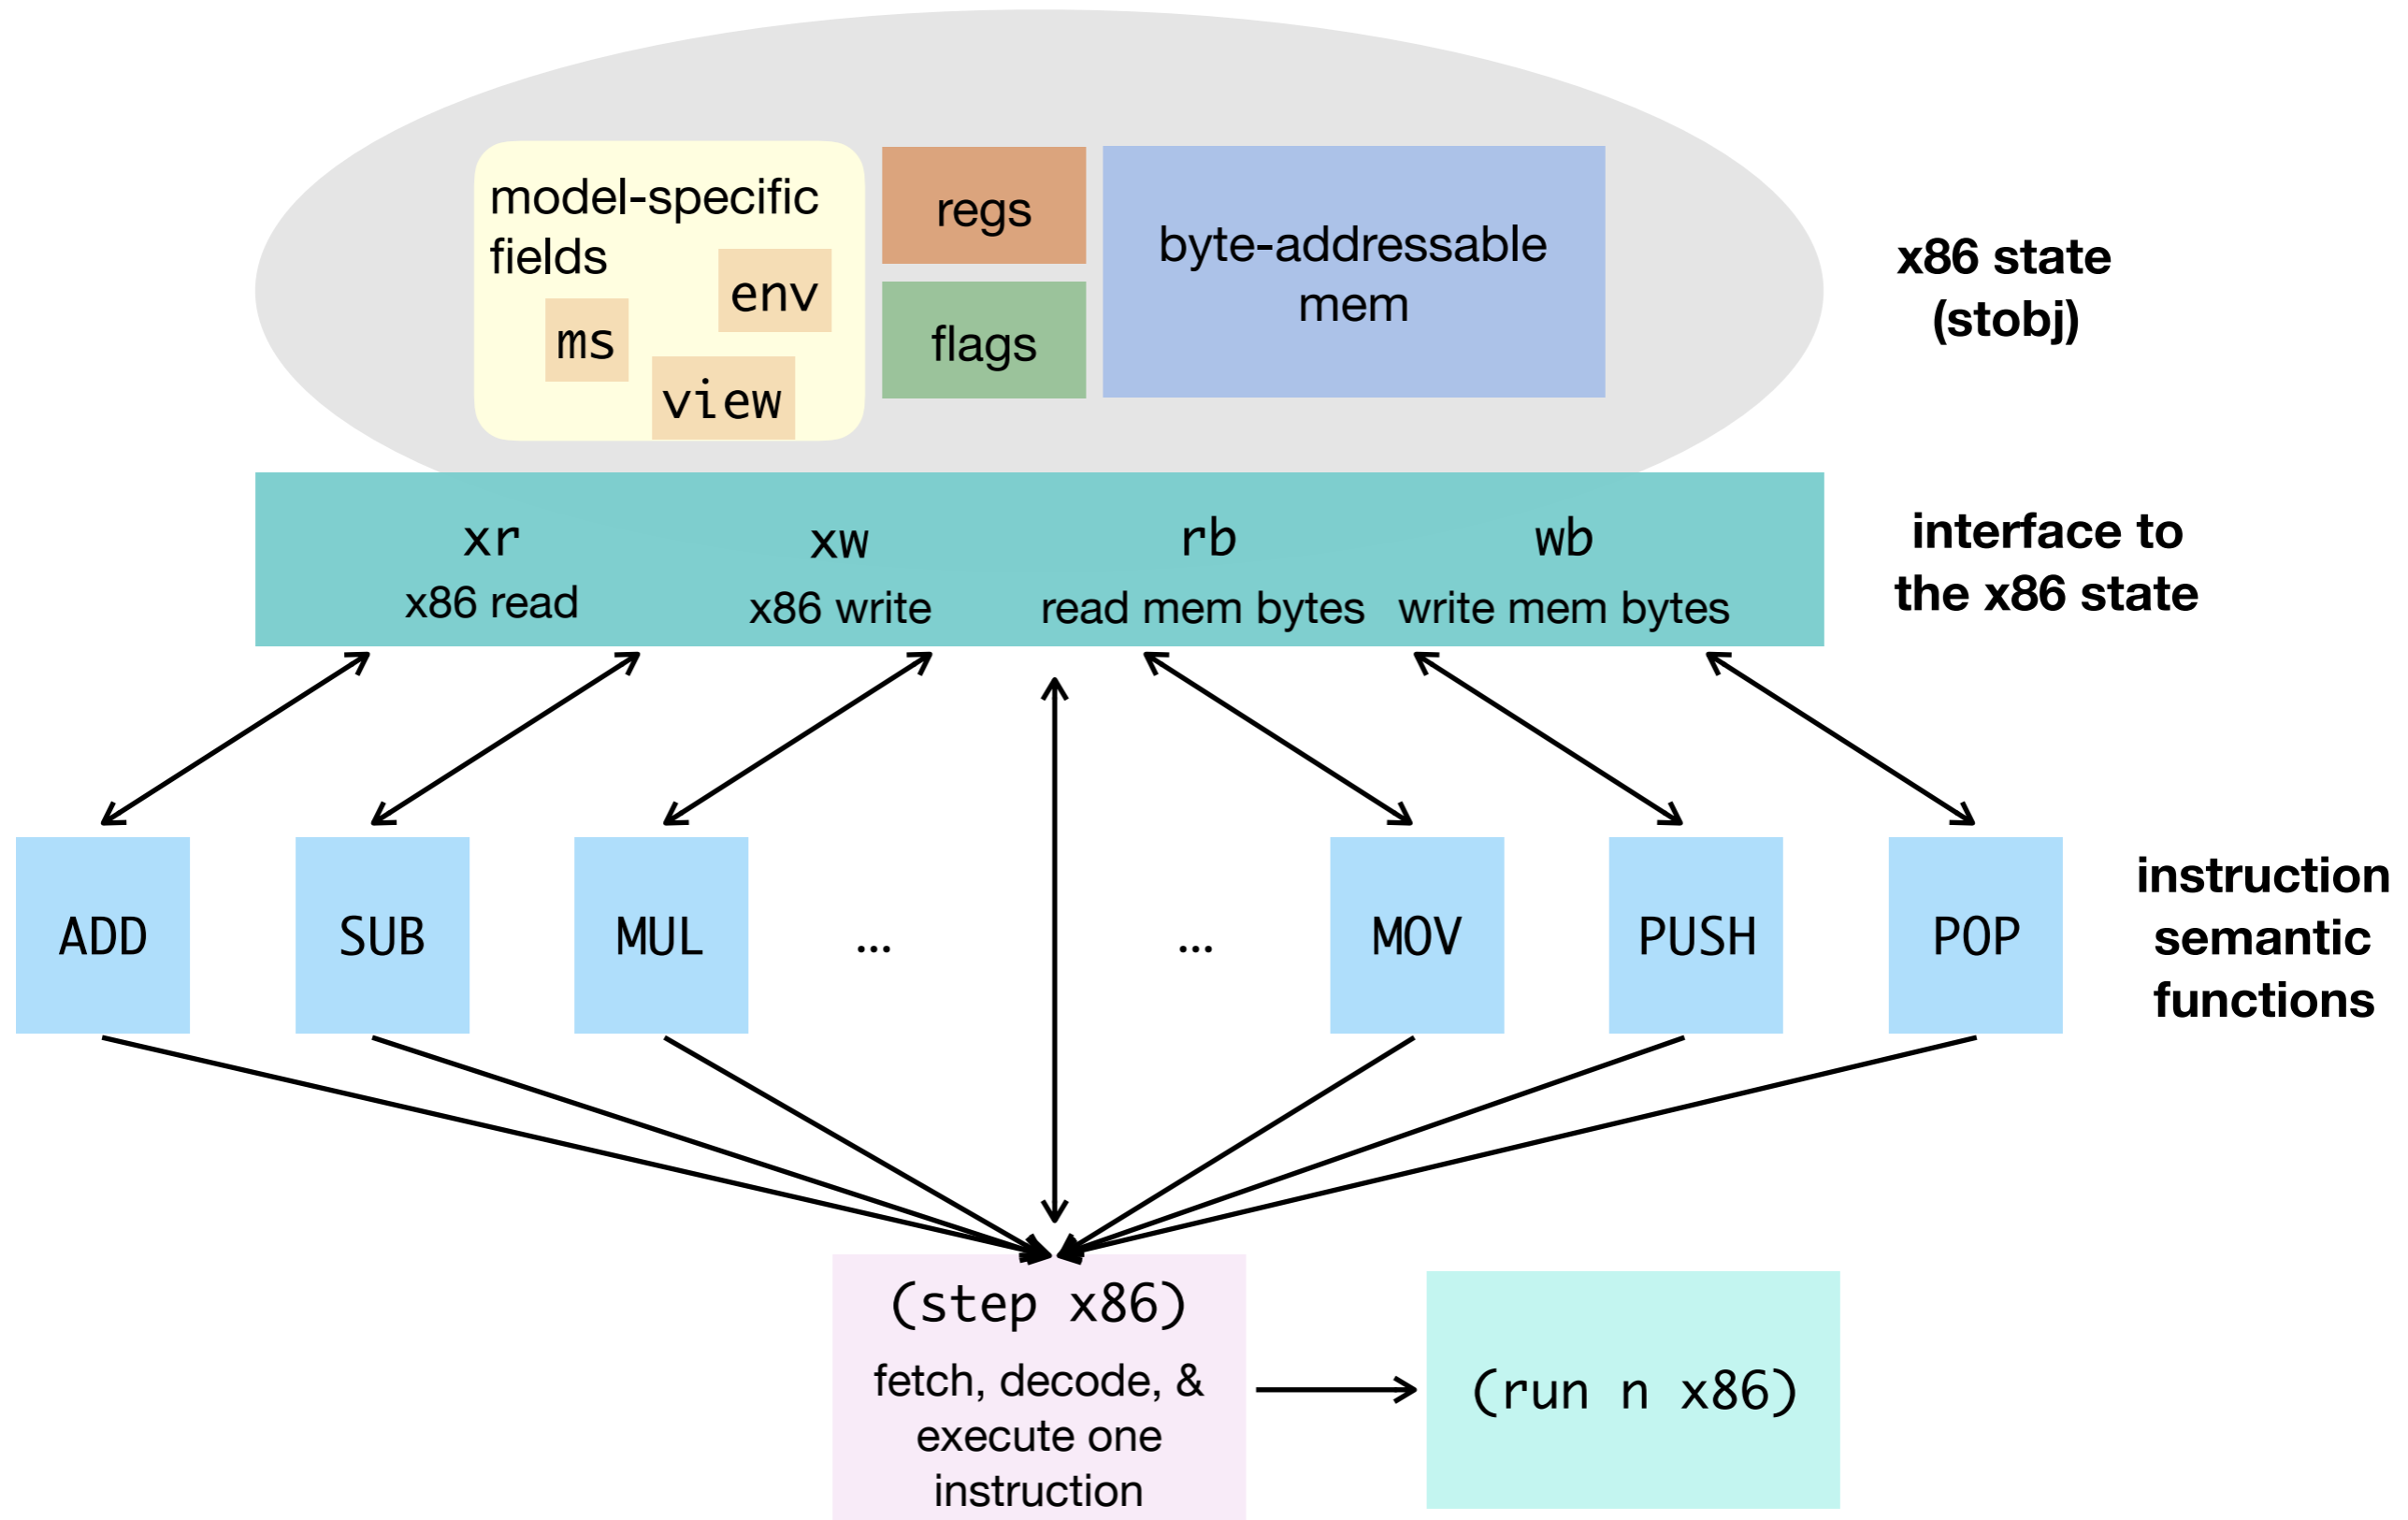 model-specific
fields
env
ms
view
regs
flags
byte-addressable
mem
x86 state
(stobj)
xr
x86 read
xw
x86 write
rb
read mem bytes
wb
write mem bytes
interface to
the x86 state
ADD
SUB
MUL
...
...
MOV
PUSH
POP
instruction
semantic
functions
(step x86)
fetch, decode, &
execute one
instruction
(run n x86)